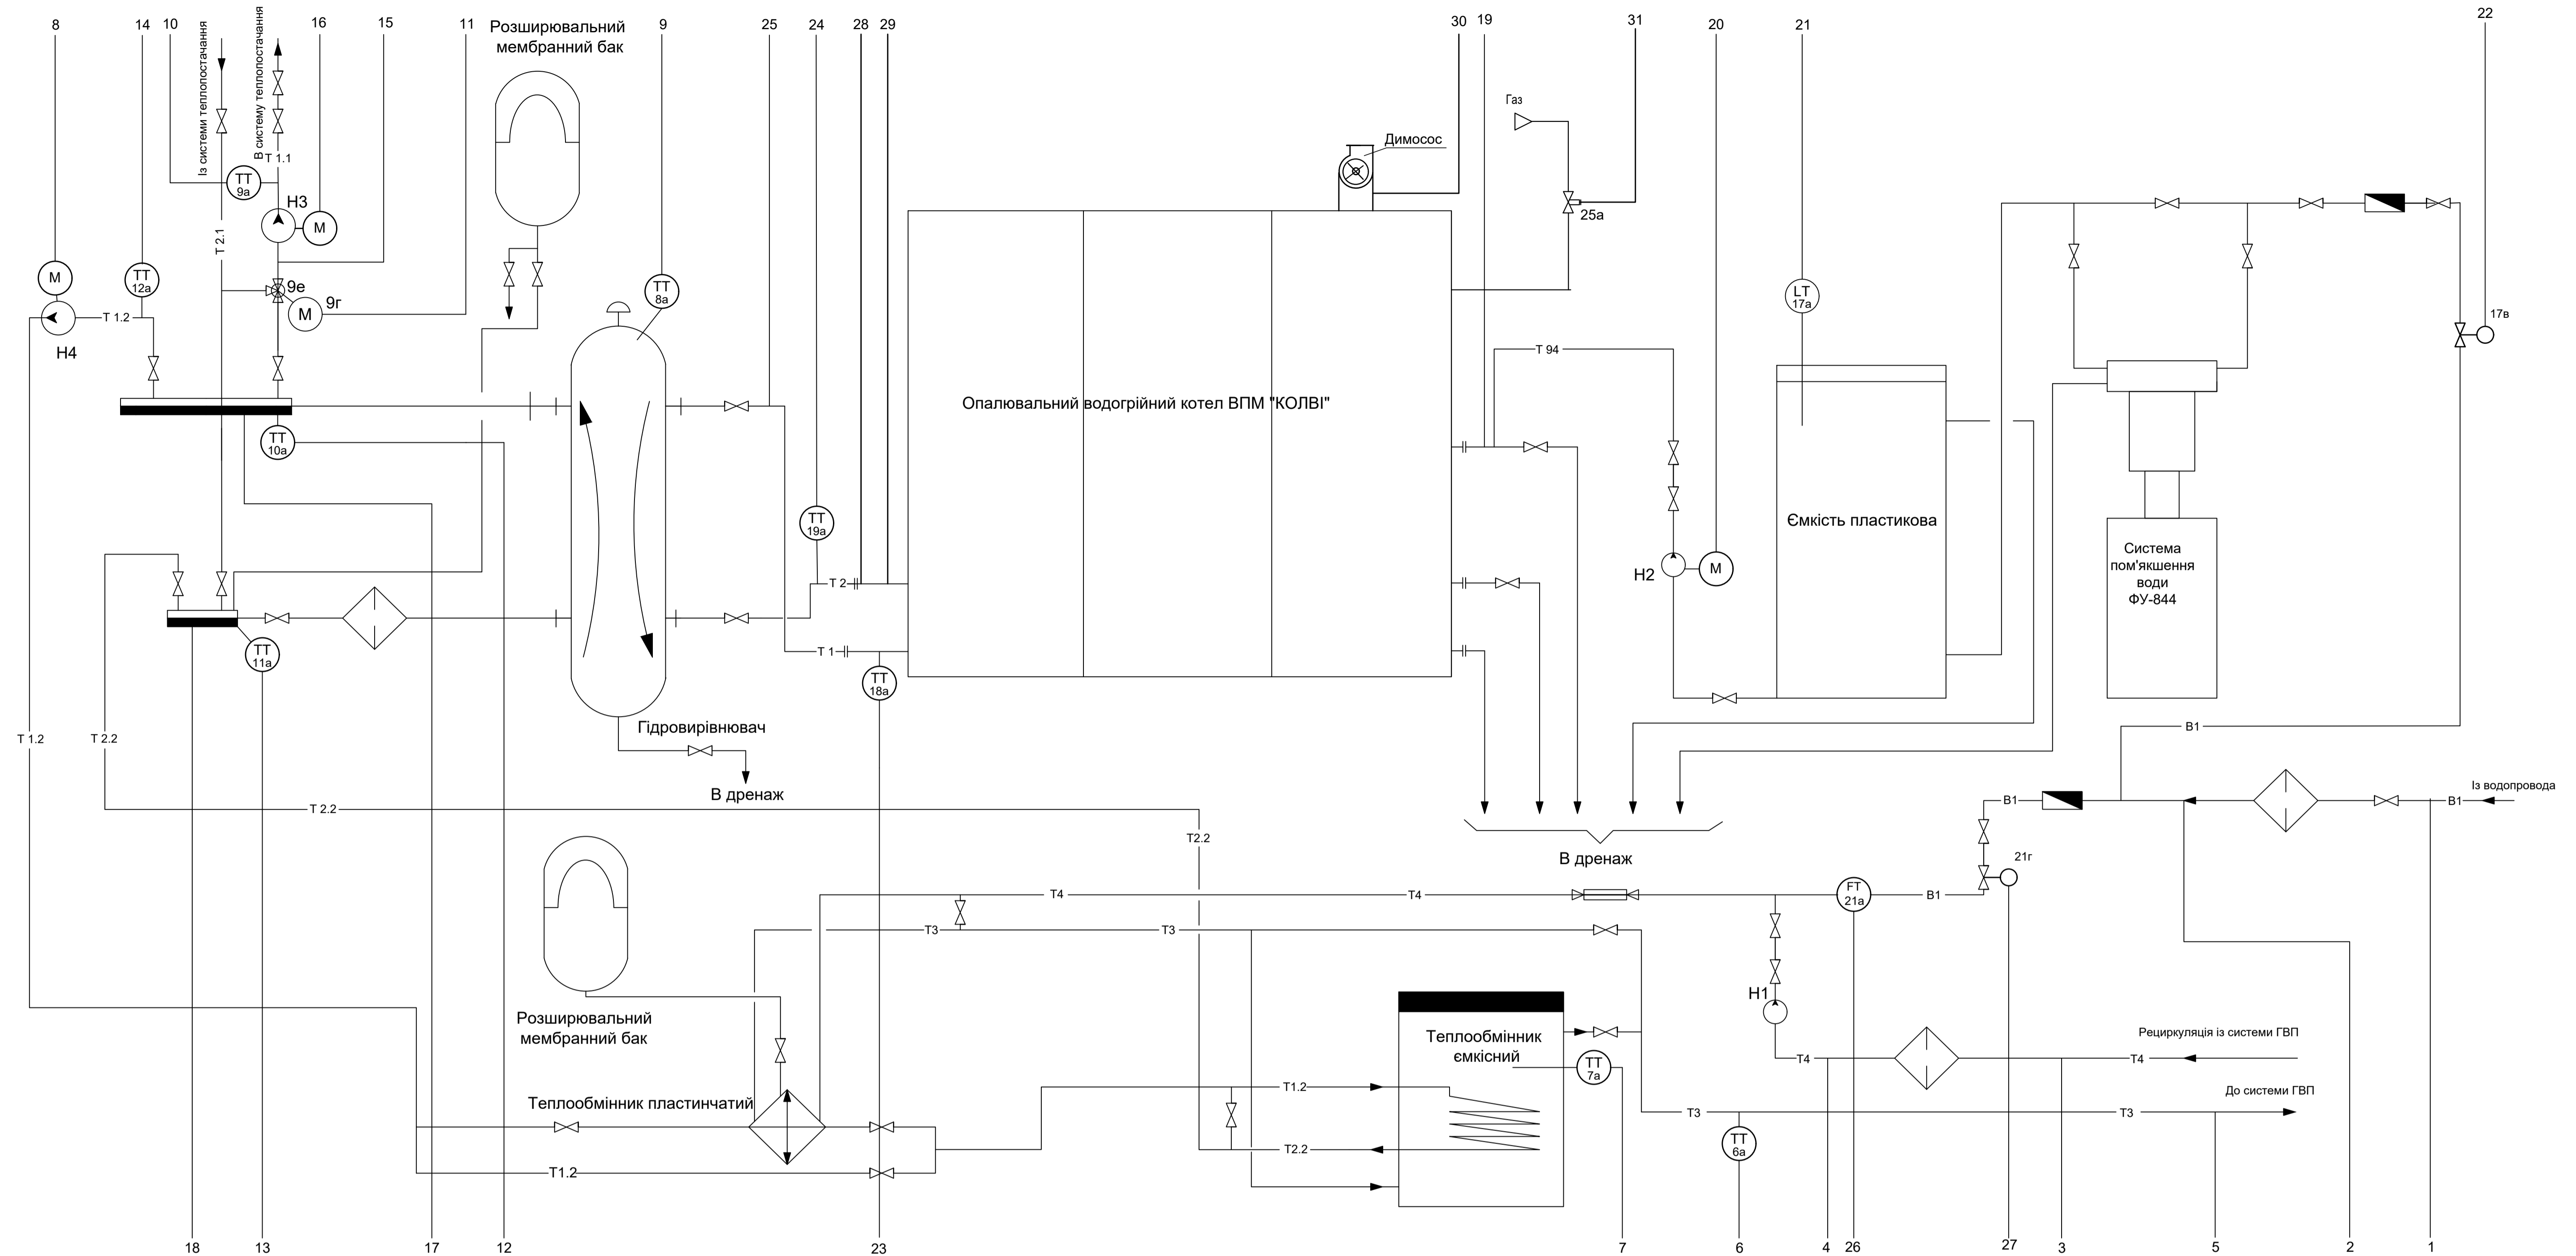 8
14
10
16
15
11
Розширювальний
мембранний бак
9
25
24
28
29
30
19
31
20
21
22
Із системи теплопостачання
В систему теплопостачання
Т 1.1
ТТ
9а
Н3
М
Т 2.1
Газ
Димосос
25а
М
ТТ
12а
9е
9г
М
ТТ
8а
LT
17а
17в
Т 1.2
Н4
Т 94
Опалювальний водогрійний котел ВПМ "КОЛВІ"
ТТ
10а
ТТ
19а
Ємкість пластикова
Система
пом'якшення
води
ФУ-844
Н2
М
Т 2
Т 1
ТТ
11а
ТТ
18а
Гідровирівнювач
В дренаж
Т 1.2
Т 2.2
В1
Із водопровода
В1
В1
Т 2.2
Т2.2
В дренаж
21г
Т4
Т4
FT
21а
В1
Т3
Т3
Н1
Розширювальний
мембранний бак
Теплообмінник
ємкісний
ТТ
7а
Рециркуляція із системи ГВП
Т4
Т4
До системи ГВП
Т1.2
Теплообмінник пластинчатий
Т3
Т3
ТТ
6а
Т2.2
Т1.2
18
13
17
12
23
7
6
4
26
27
3
5
2
1